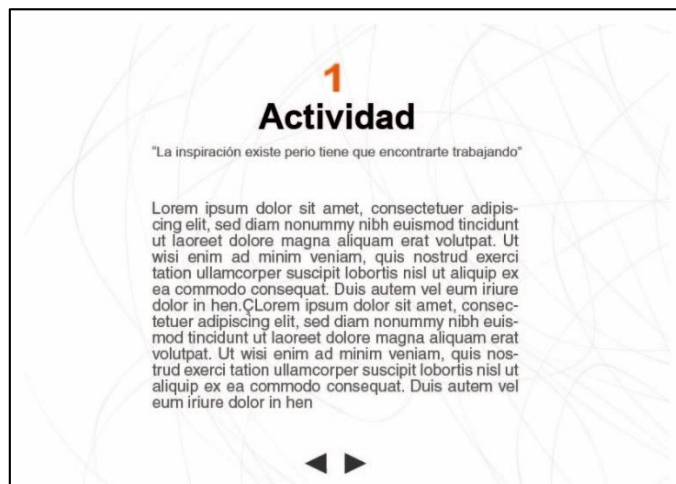 1
Actividad
"La inspiración existe perio tiene que encontrarte trabajando"
Lorem ipsum dolor sit amet, consectetuer adipis-
cing elit, sed diam nonummy nibh euismod tincidunt
ut laoreet dolore magna aliquam erat volutpat. Ut
wisi enim ad minim veniam, quis nostrud exerci
tation ullamcorper suscipit lobortis nisl ut aliquip ex
ea commodo consequat. Duis autem vel eum iriure
dolor in hen.ÇLorem ipsum dolor sit amet, consec-
tetuer adipiscing elit, sed diam nonummy nibh euis-
mod tincidunt ut laoreet dolore magna aliquam erat
volutpat. Ut wisi enim ad minim veniam, quis nos-
trud exerci tation ullamcorper suscipit lobortis nisl ut
aliquip ex ea commodo consequat. Duis autem vel
eum iriure dolor in hen